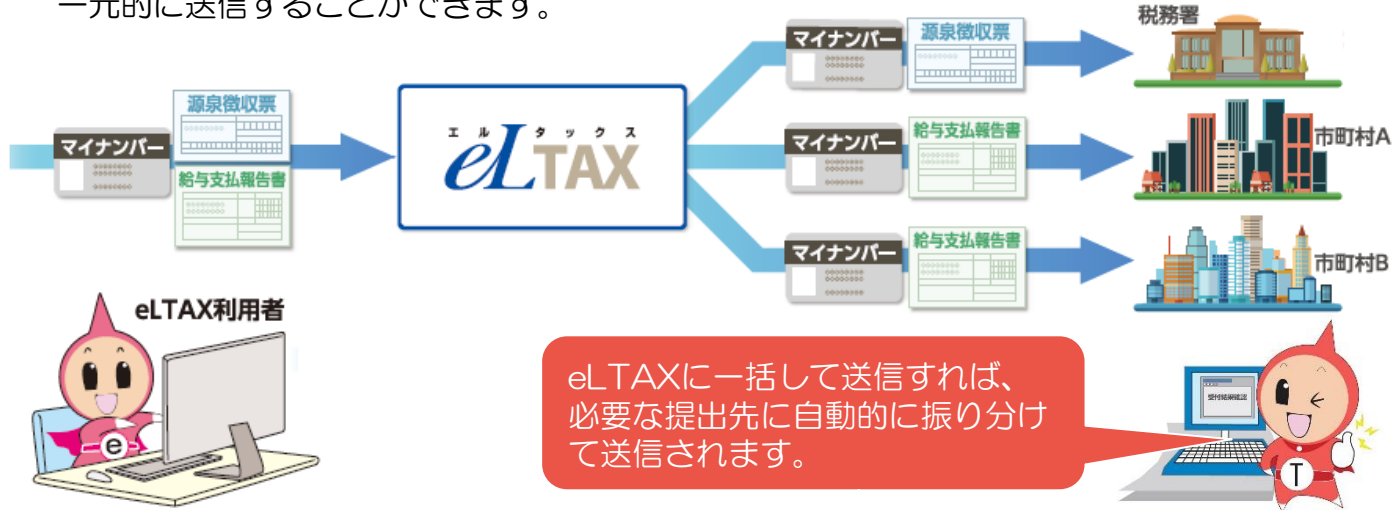 一元的に送信することができます。
マイナンバー
源泉徴収票
給与支払報告書
エルタックス
eLTAX
マイナンバー
源泉徴収票
税務署
マイナンバー
給与支払報告書
市町村A
マイナンバー
給与支払報告書
市町村B
eLTAX利用者
e
eLTAXに一括して送信すれば、
必要な提出先に自動的に振り分け
て送信されます。
受付結果確認
T